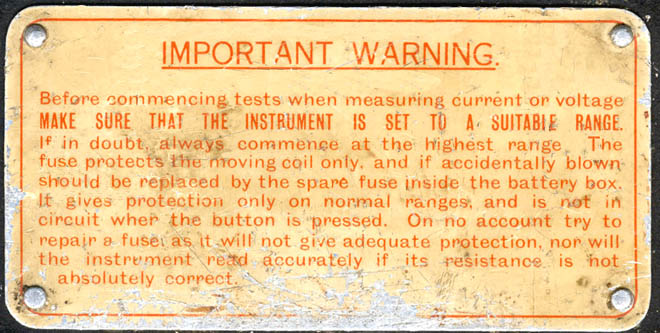 IMPORTANT WARNING.
Before commencing tests when measuring current or voltage
MAKE SURE THAT THE INSTRUMENT IS SET TO A SUITABLE RANGE.
If in doubt, always commence at the highest range. The
fuse protects the moving coil only, and if accidentally blown
should be replaced by the spare fuse inside the battery box.
It gives protection only on normal ranges, and is not in
circuit when the button is pressed. On no account try to
repair a fuse, as it will not give adequate protection, nor will
the instrument read accurately if its resistance is not
absolutely correct.